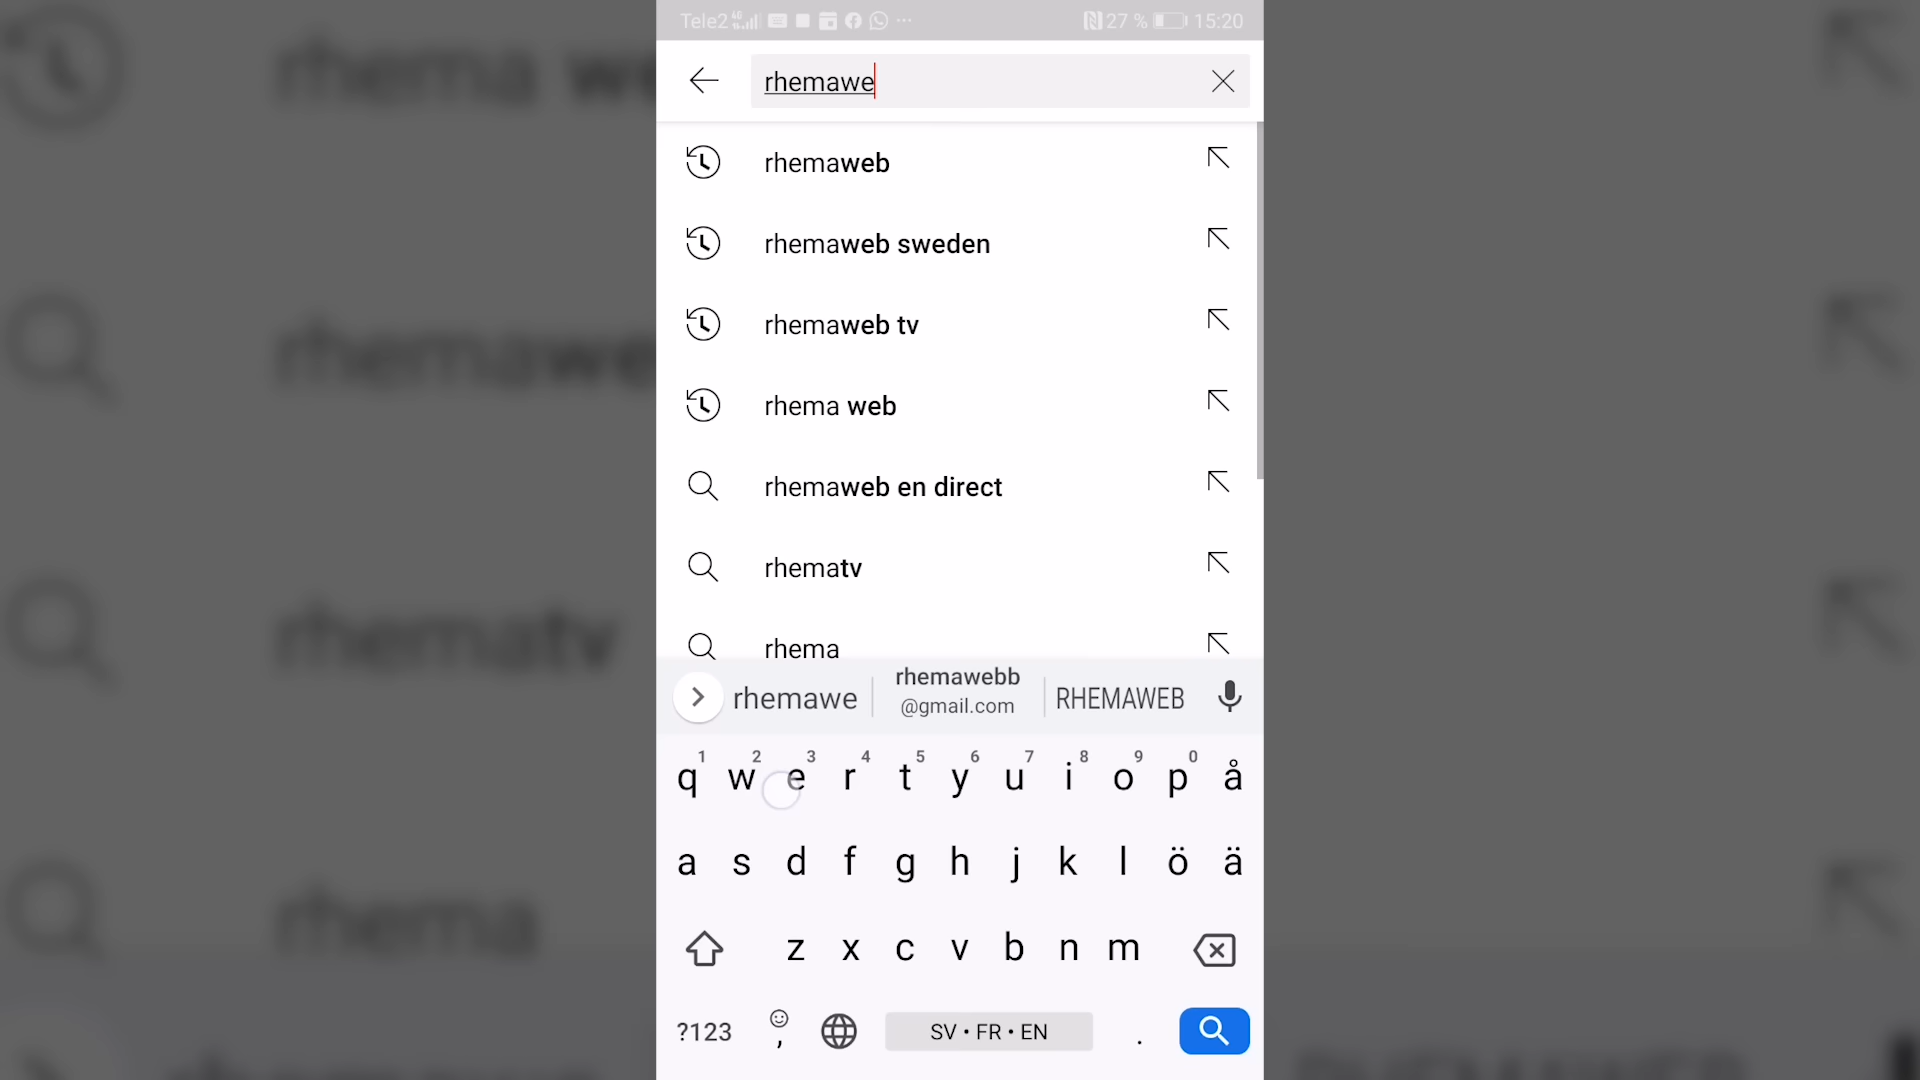 Tele2 4G 27 % 15:20
rhemawe
rhemaweb
rhemaweb sweden
rhemaweb tv
rhema web
rhemaweb en direct
rhematv
rhema
rhemawe
rhemawebb
@gmail.com
RHEMAWEB
1 2 3 4 5 6 7 8 9 0
q w e r t y u i o p å
a s d f g h j k l ö ä
z x c v b n m
?123 , SV • FR • EN .